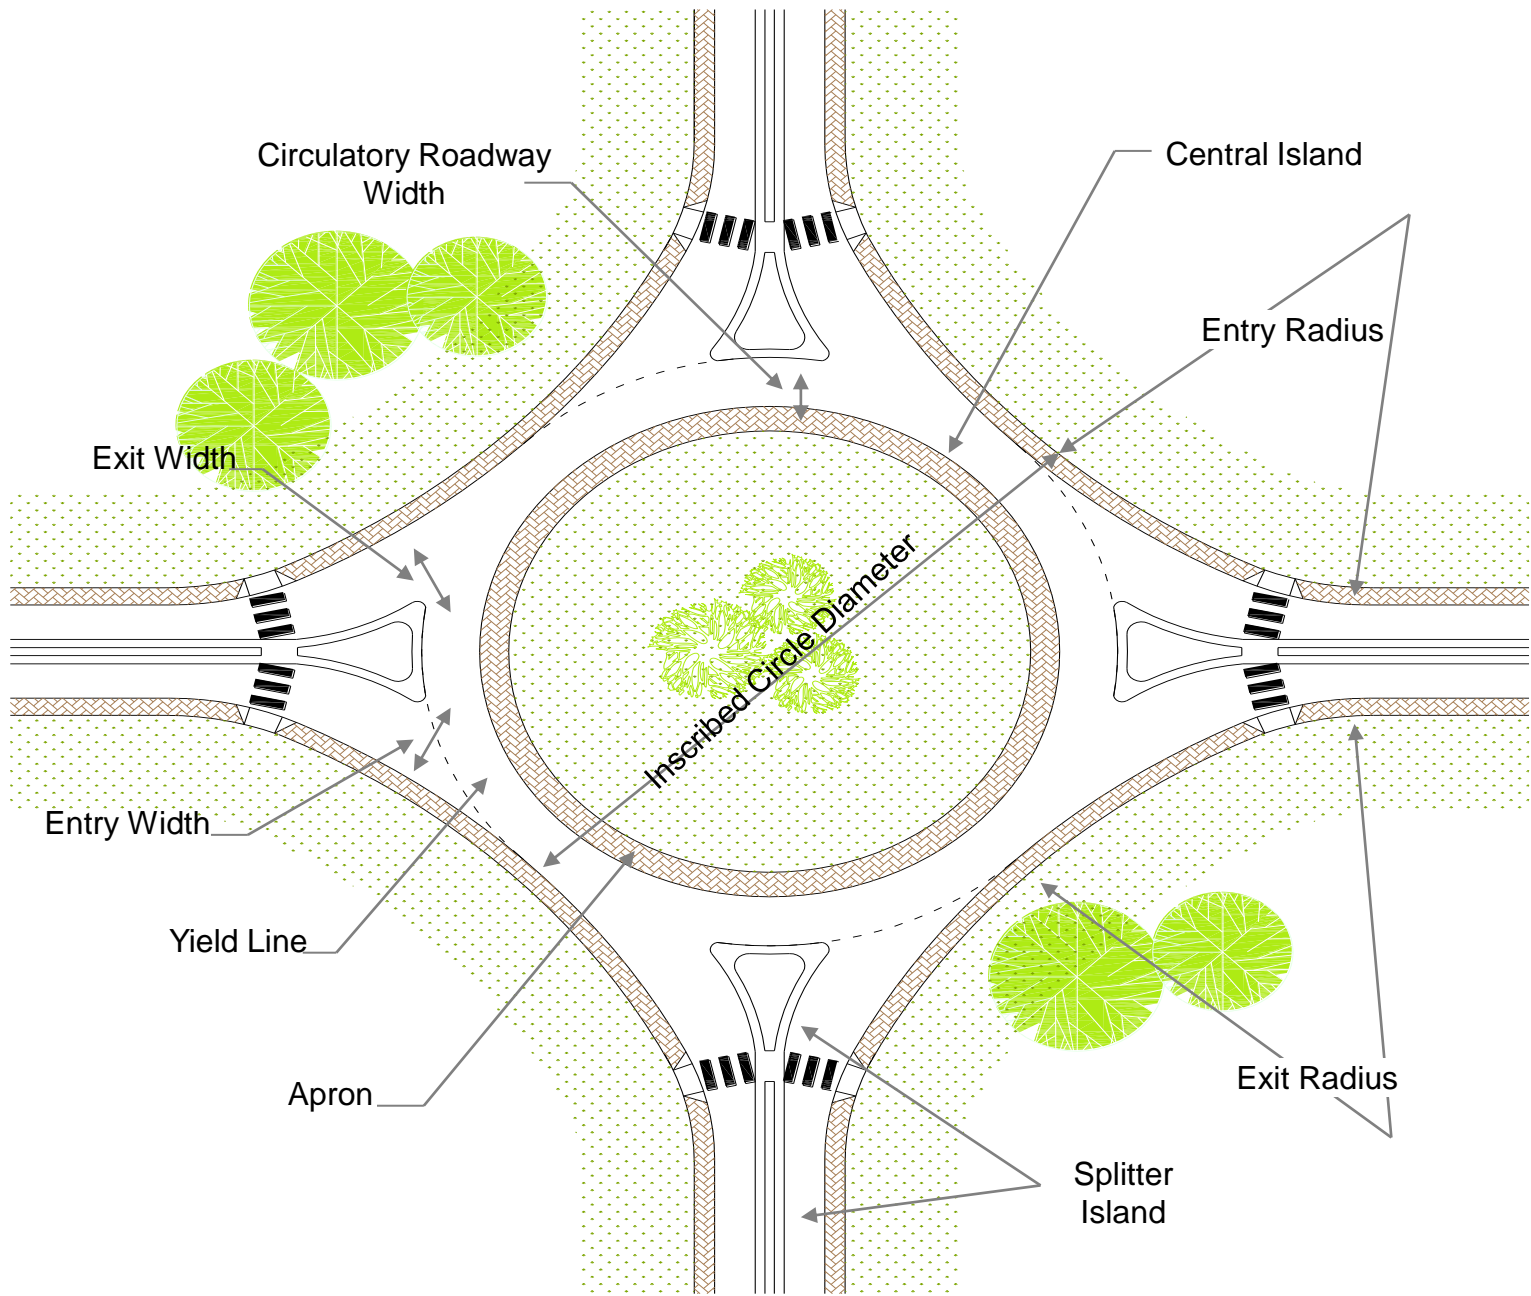 Circulatory Roadway
Width
Central Island
Entry Radius
Exit Width
Inscribed Circle Diameter
Entry Width
Yield Line
Apron
Exit Radius
Splitter
Island